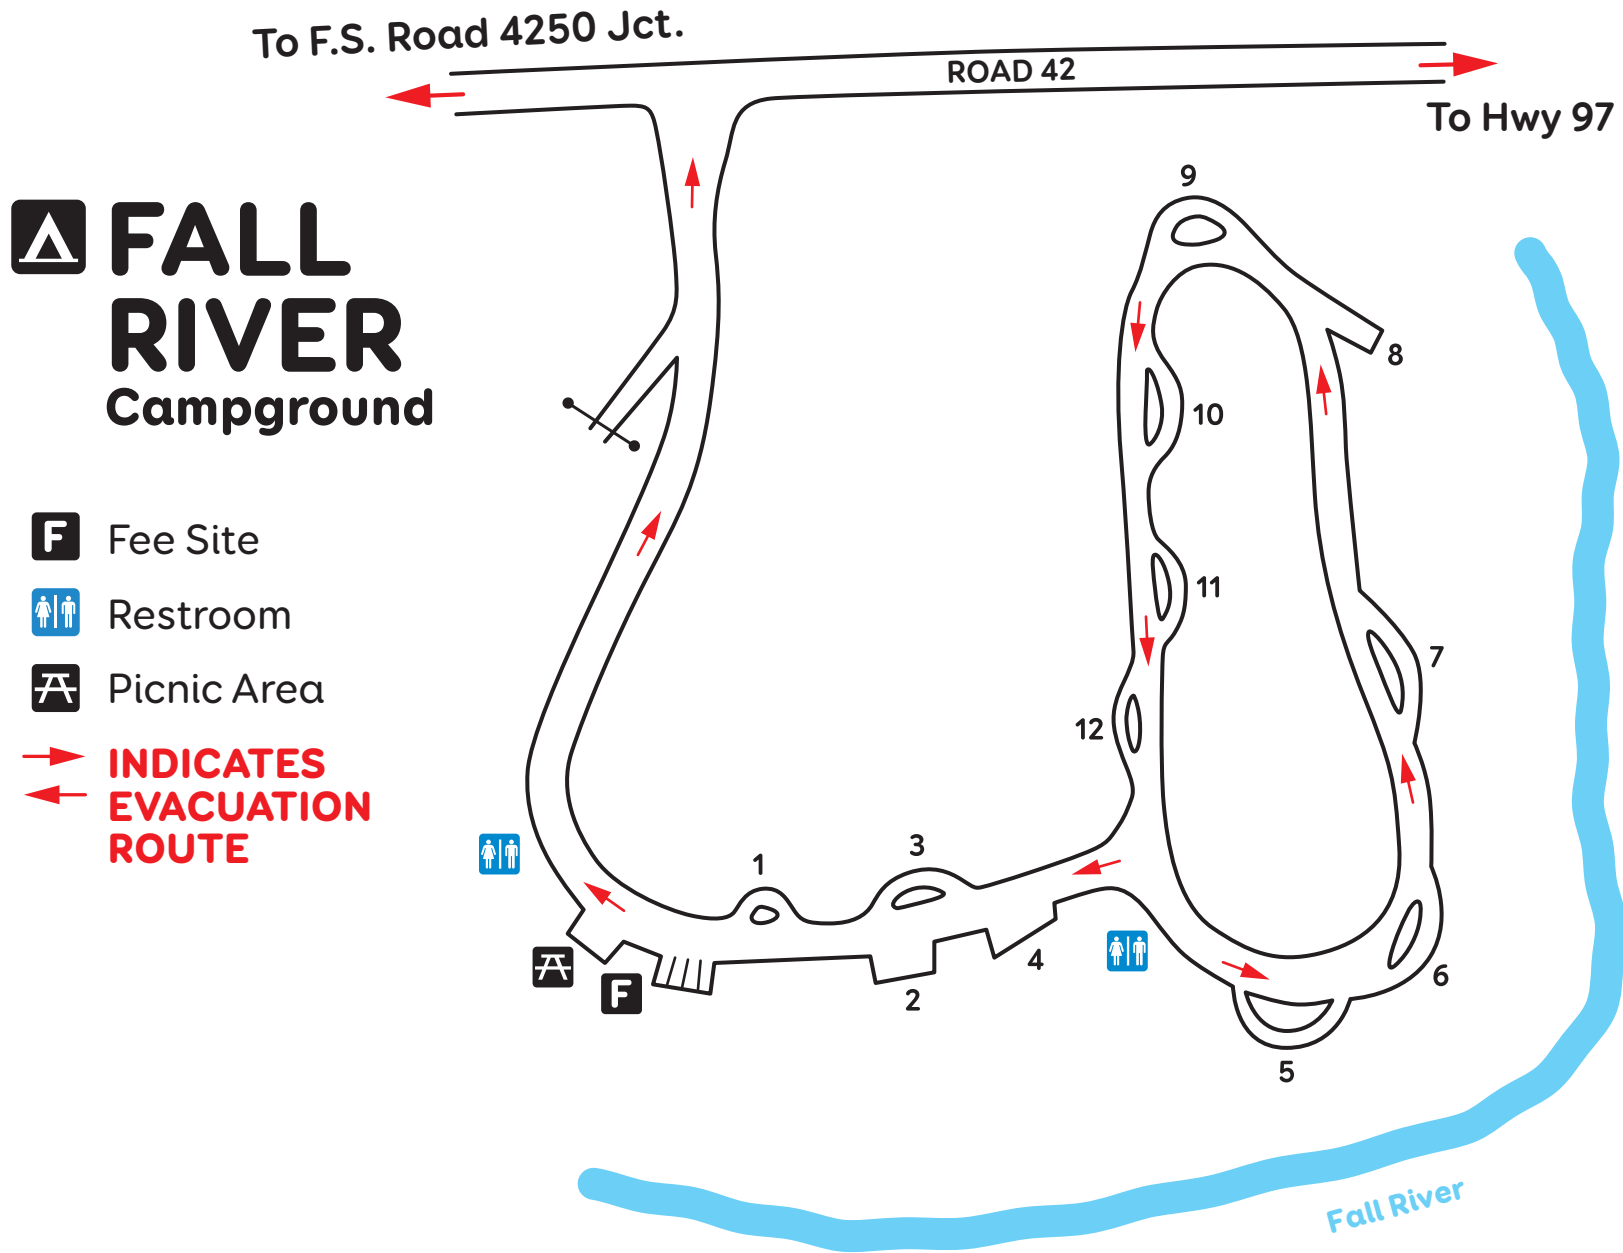 To F.S. Road 4250 Jct.
ROAD 42
To Hwy 97
FALL
RIVER
Campground
F Fee Site
Restroom
Picnic Area
INDICATES
EVACUATION
ROUTE
9
8
10
11
7
12
3
1
4
6
2
F
5
Fall River